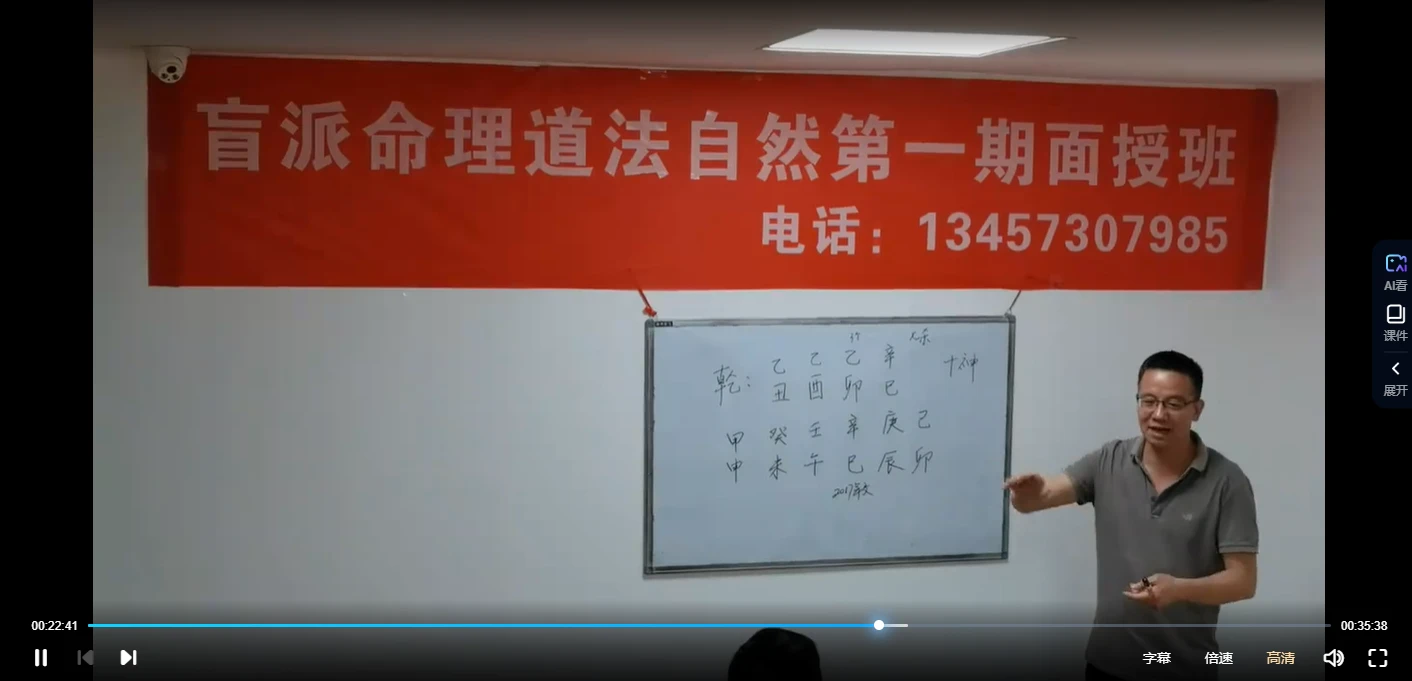 盲派命理道法自然第一期面授班
电话：13457307985
乙 己 乙 辛 十神
乾： 丑 酉 卯 巳
甲 癸 壬 辛 庚 己
申 未 午 巳 辰 卯
AI看
课件
展开
00:22:41
00:35:38
字幕 倍速 高清